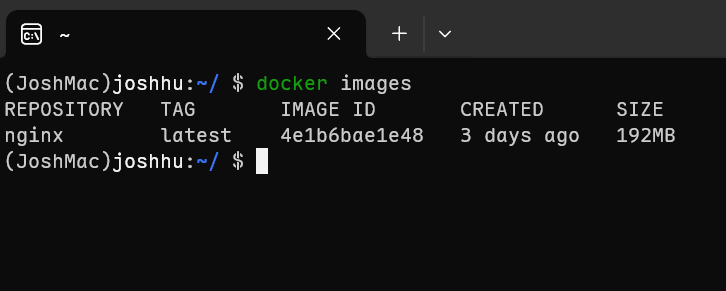 C:\
~
(JoshMac)joshhu:~/ $ docker images
REPOSITORY   TAG       IMAGE ID       CREATED      SIZE
nginx        latest    4e1b6bae1e48   3 days ago   192MB
(JoshMac)joshhu:~/ $